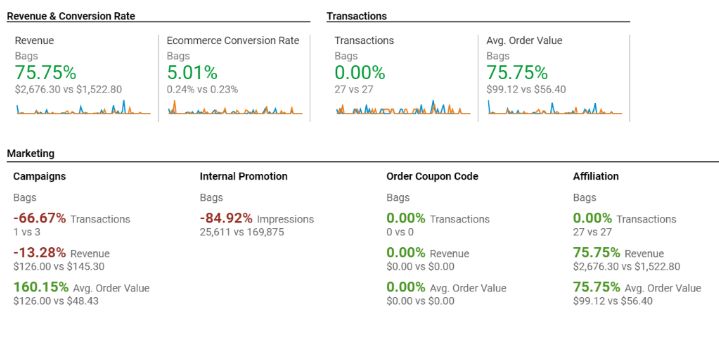 Revenue & Conversion Rate
Transactions
Revenue
Bags
75.75%
$2,676.30 vs $1,522.80
Ecommerce Conversion Rate
Bags
5.01%
0.24% vs 0.23%
Transactions
Bags
0.00%
27 vs 27
Avg. Order Value
Bags
75.75%
$99.12 vs $56.40
Marketing
Campaigns
Bags
-66.67% Transactions
1 vs 3
-13.28% Revenue
$126.00 vs $145.30
160.15% Avg. Order Value
$126.00 vs $48.43
Internal Promotion
Bags
-84.92% Impressions
25,611 vs 169,875
Order Coupon Code
Bags
0.00% Transactions
0 vs 0
0.00% Revenue
$0.00 vs $0.00
0.00% Avg. Order Value
$0.00 vs $0.00
Affiliation
Bags
0.00% Transactions
27 vs 27
75.75% Revenue
$2,676.30 vs $1,522.80
75.75% Avg. Order Value
$99.12 vs $56.40